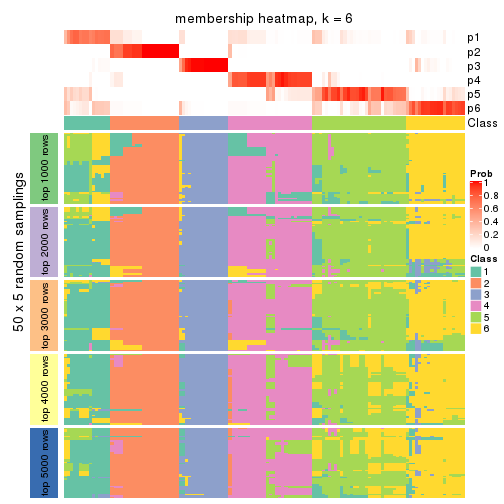 membership heatmap, k = 6
p1
p2
p3
p4
p5
p6
Class
50 x 5 random samplings
top 1000 rows
top 2000 rows
top 3000 rows
top 4000 rows
top 5000 rows
Prob
1
0.8
0.6
0.4
0.2
0
Class
1
2
3
4
5
6